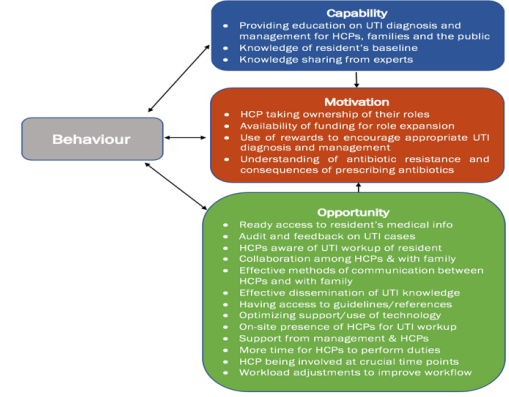 Capability
• Providing education on UTI diagnosis and
management for HCPs, families and the public
• Knowledge of resident's baseline
• Knowledge sharing from experts
Motivation
• HCP taking ownership of their roles
• Availability of funding for role expansion
• Use of rewards to encourage appropriate UTI
diagnosis and management
• Understanding of antibiotic resistance and
consequences of prescribing antibiotics
Behaviour
Opportunity
• Ready access to resident's medical info
• Audit and feedback on UTI cases
• HCPs aware of UTI workup of resident
• Collaboration among HCPs & with family
• Effective methods of communication between
HCPs and with family
• Effective dissemination of UTI knowledge
• Having access to guidelines/references
• Optimizing support/use of technology
• On-site presence of HCPs for UTI workup
• Support from management & HCPs
• More time for HCPs to perform duties
• HCP being involved at crucial time points
• Workload adjustments to improve workflow